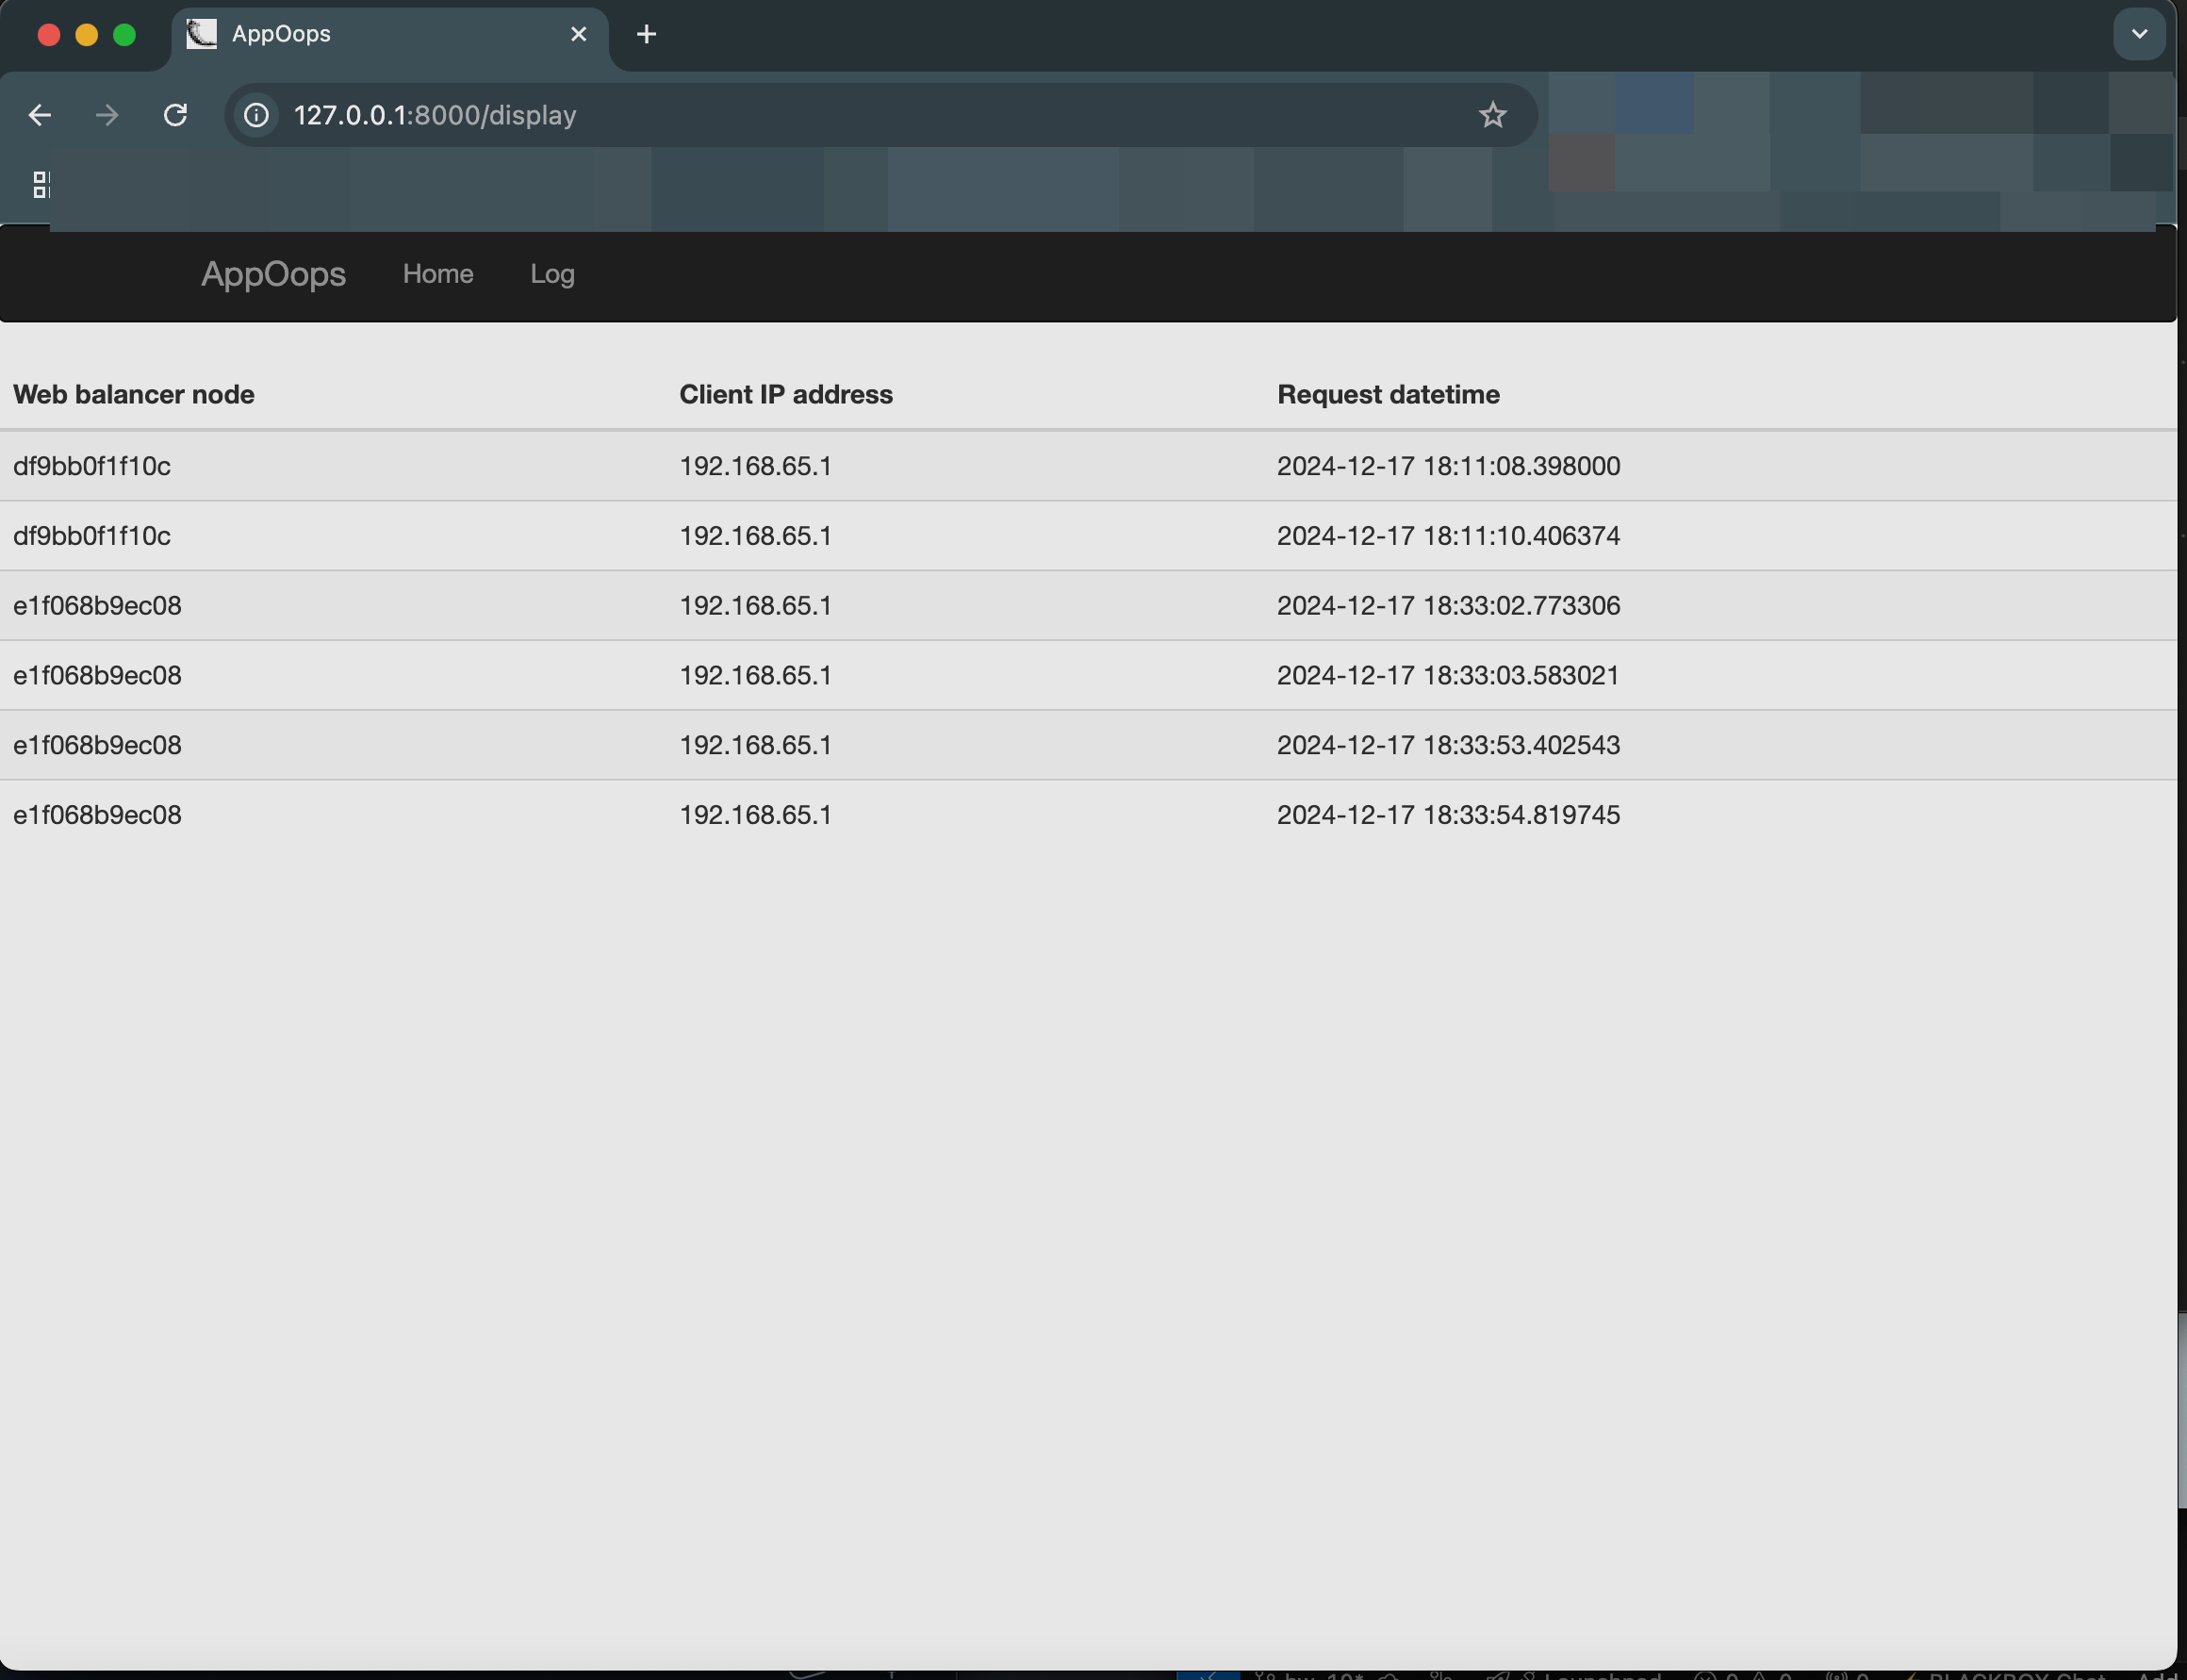 AppOops
127.0.0.1:8000/display
AppOops Home Log
Web balancer node Client IP address Request datetime
df9bb0f1f10c 192.168.65.1 2024-12-17 18:11:08.398000
df9bb0f1f10c 192.168.65.1 2024-12-17 18:11:10.406374
e1f068b9ec08 192.168.65.1 2024-12-17 18:33:02.773306
e1f068b9ec08 192.168.65.1 2024-12-17 18:33:03.583021
e1f068b9ec08 192.168.65.1 2024-12-17 18:33:53.402543
e1f068b9ec08 192.168.65.1 2024-12-17 18:33:54.819745
Launchpad BLACKBOX Chat Add